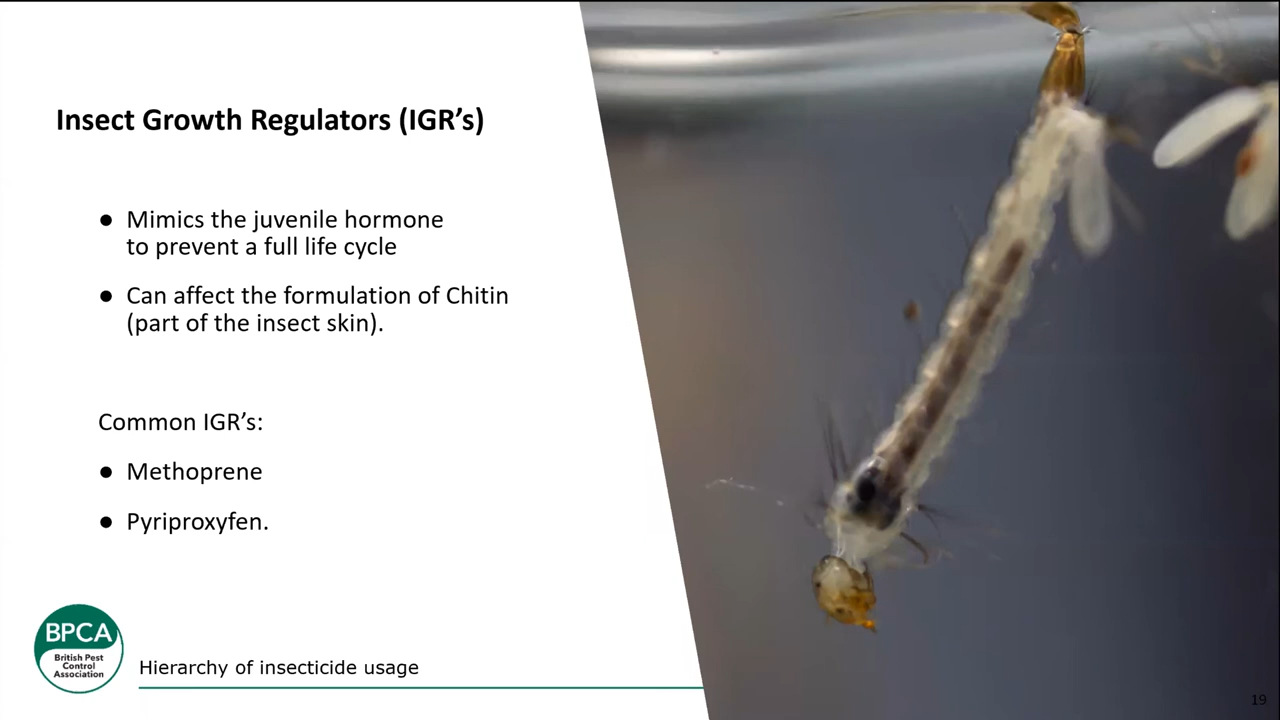 Insect Growth Regulators (IGR’s)
● Mimics the juvenile hormone
to prevent a full life cycle
● Can affect the formulation of Chitin
(part of the insect skin).
Common IGR’s:
● Methoprene
● Pyriproxyfen.
BPCA
British Pest
Control
Association
Hierarchy of insecticide usage
19